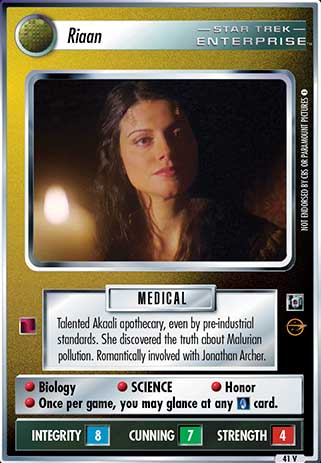 Riaan
STAR TREK
ENTERPRISE™
NOT ENDORSED BY CBS OR PARAMOUNT PICTURES
MEDICAL
Talented Akaali apothecary, even by pre-industrial
standards. She discovered the truth about Malurian
pollution. Romantically involved with Jonathan Archer.
• Biology • SCIENCE • Honor
• Once per game, you may glance at any card.
INTEGRITY 8 CUNNING 7 STRENGTH 4
41 V